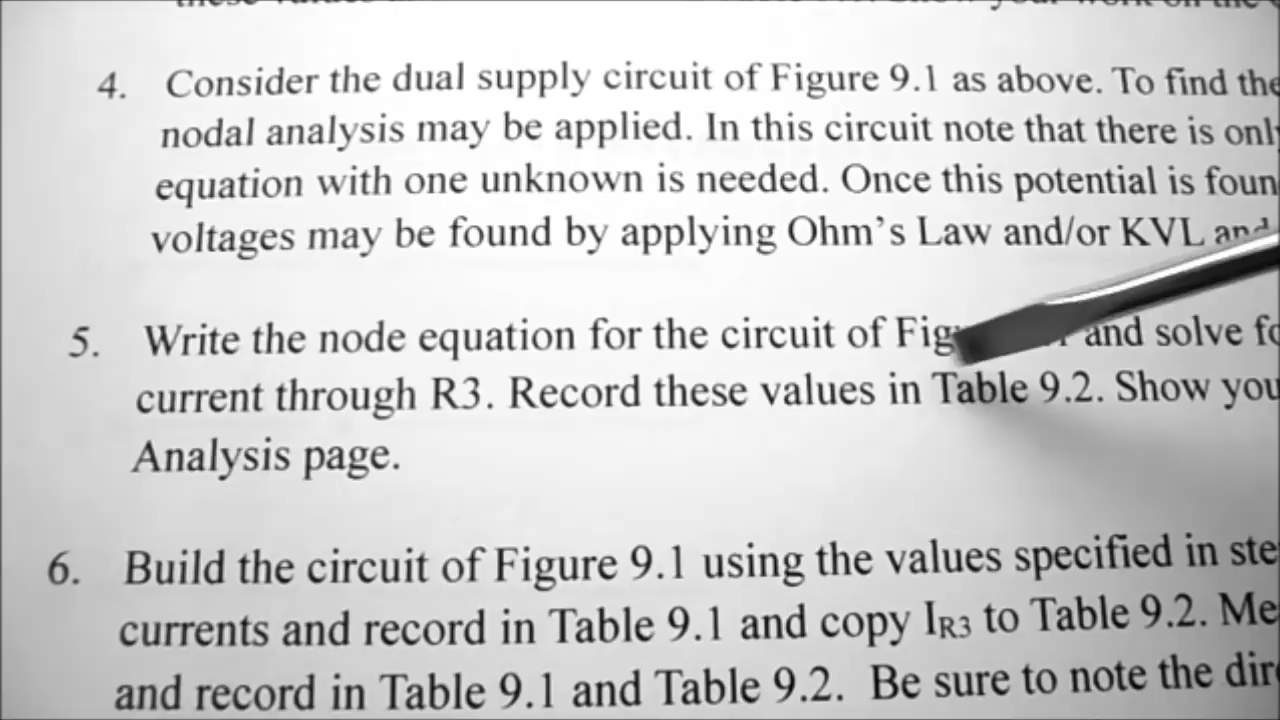 4. Consider the dual supply circuit of Figure 9.1 as above. To find the
nodal analysis may be applied. In this circuit note that there is only
equation with one unknown is needed. Once this potential is foun
voltages may be found by applying Ohm's Law and/or KVL and
5. Write the node equation for the circuit of Fig and solve fo
current through R3. Record these values in Table 9.2. Show you
Analysis page.
6. Build the circuit of Figure 9.1 using the values specified in ste
currents and record in Table 9.1 and copy IR3 to Table 9.2. Me
and record in Table 9.1 and Table 9.2. Be sure to note the dire